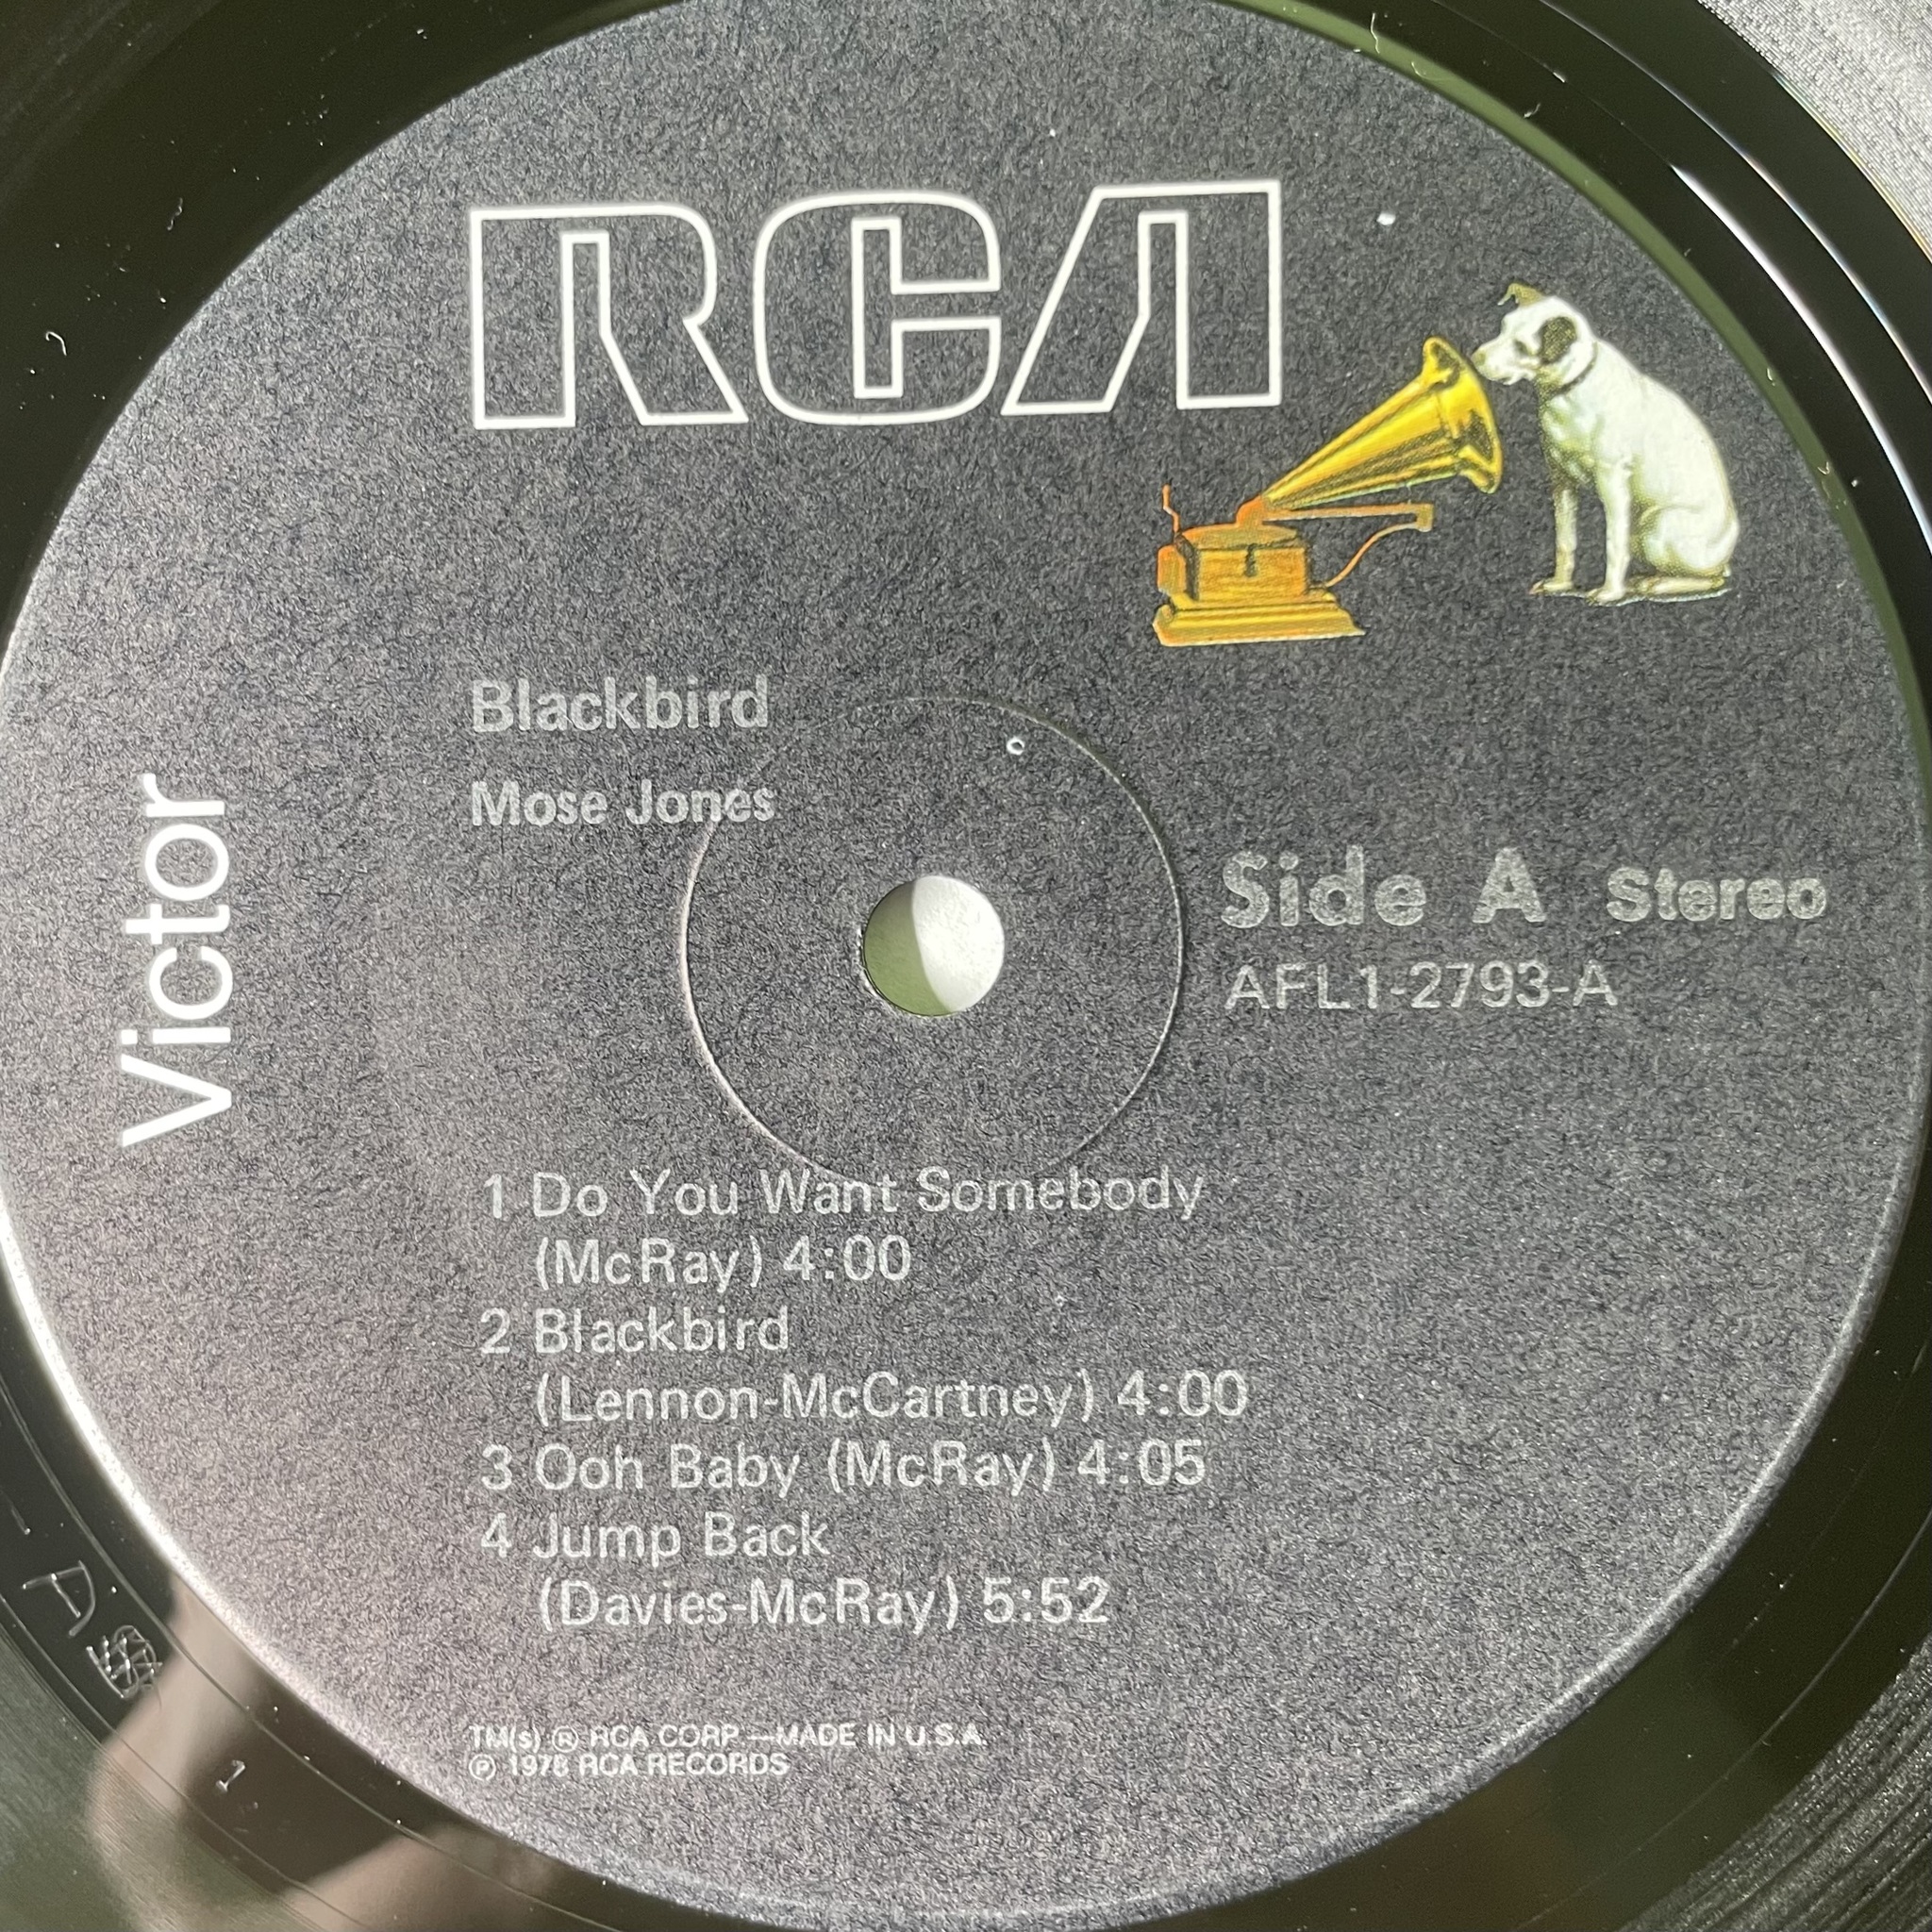 RCA
Victor
Blackbird
Mose Jones
Side A Stereo
AFL1-2793-A
1 Do You Want Somebody
(McRay) 4:00
2 Blackbird
(Lennon-McCartney) 4:00
3 Ooh Baby (McRay) 4:05
4 Jump Back
(Davies-McRay) 5:52
TM(s) ® RCA CORP.—MADE IN U.S.A.
℗ 1978 RCA RECORDS
- A
1